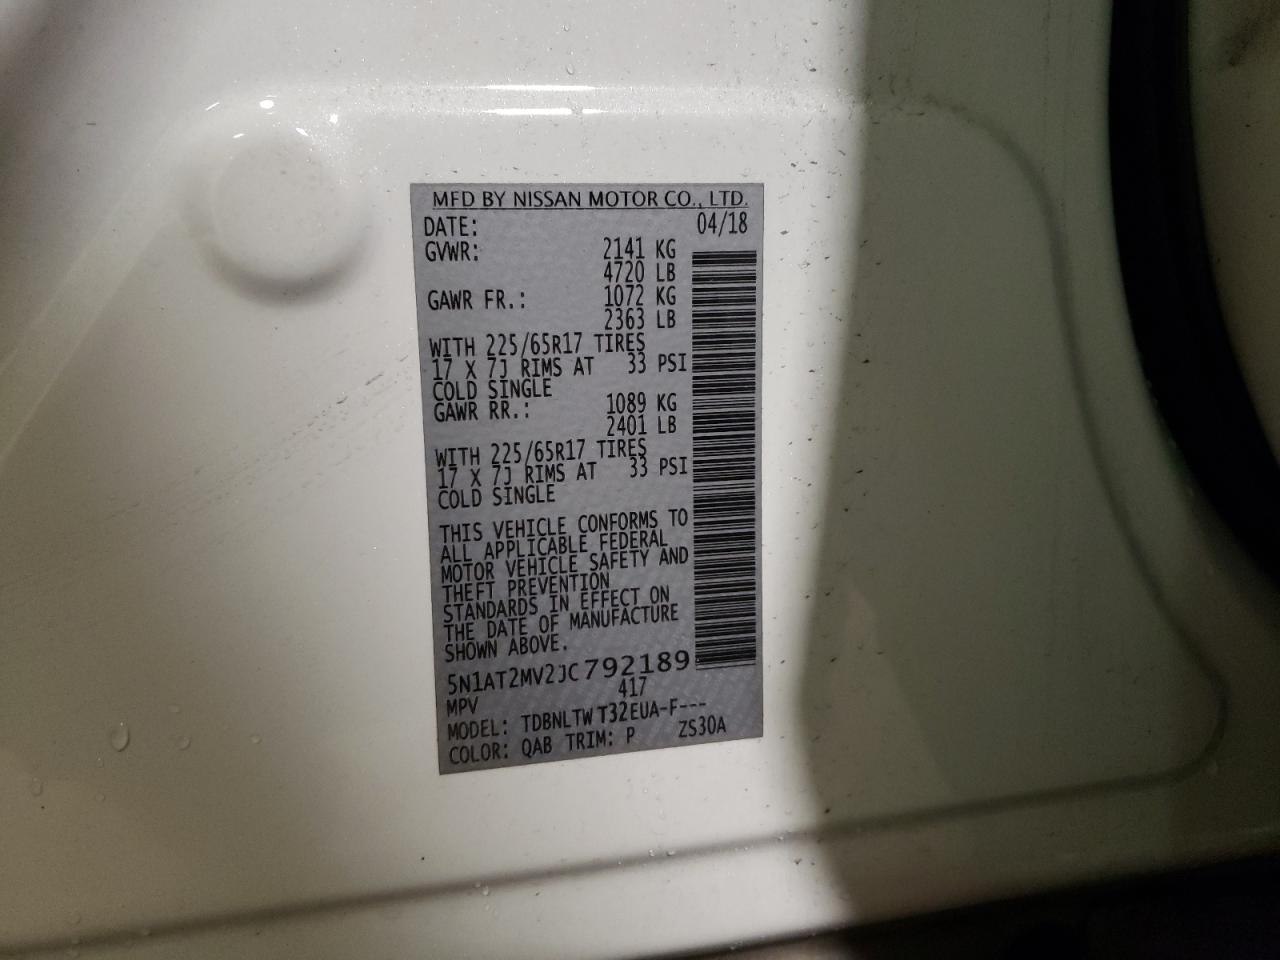 MFD BY NISSAN MOTOR CO., LTD.
DATE: 04/18
GVWR: 2141 KG
4720 LB
GAWR FR.: 1072 KG
2363 LB
WITH 225/65R17 TIRES
17 X 7J RIMS AT 33 PSI
COLD SINGLE
GAWR RR.: 1089 KG
2401 LB
WITH 225/65R17 TIRES
17 X 7J RIMS AT 33 PSI
COLD SINGLE
THIS VEHICLE CONFORMS TO
ALL APPLICABLE FEDERAL
MOTOR VEHICLE SAFETY AND
THEFT PREVENTION
STANDARDS IN EFFECT ON
THE DATE OF MANUFACTURE
SHOWN ABOVE.
5N1AT2MV2JC792189
MPV 417
MODEL: TDBNLTW T32EUA-F---
COLOR: QAB TRIM: P ZS30A